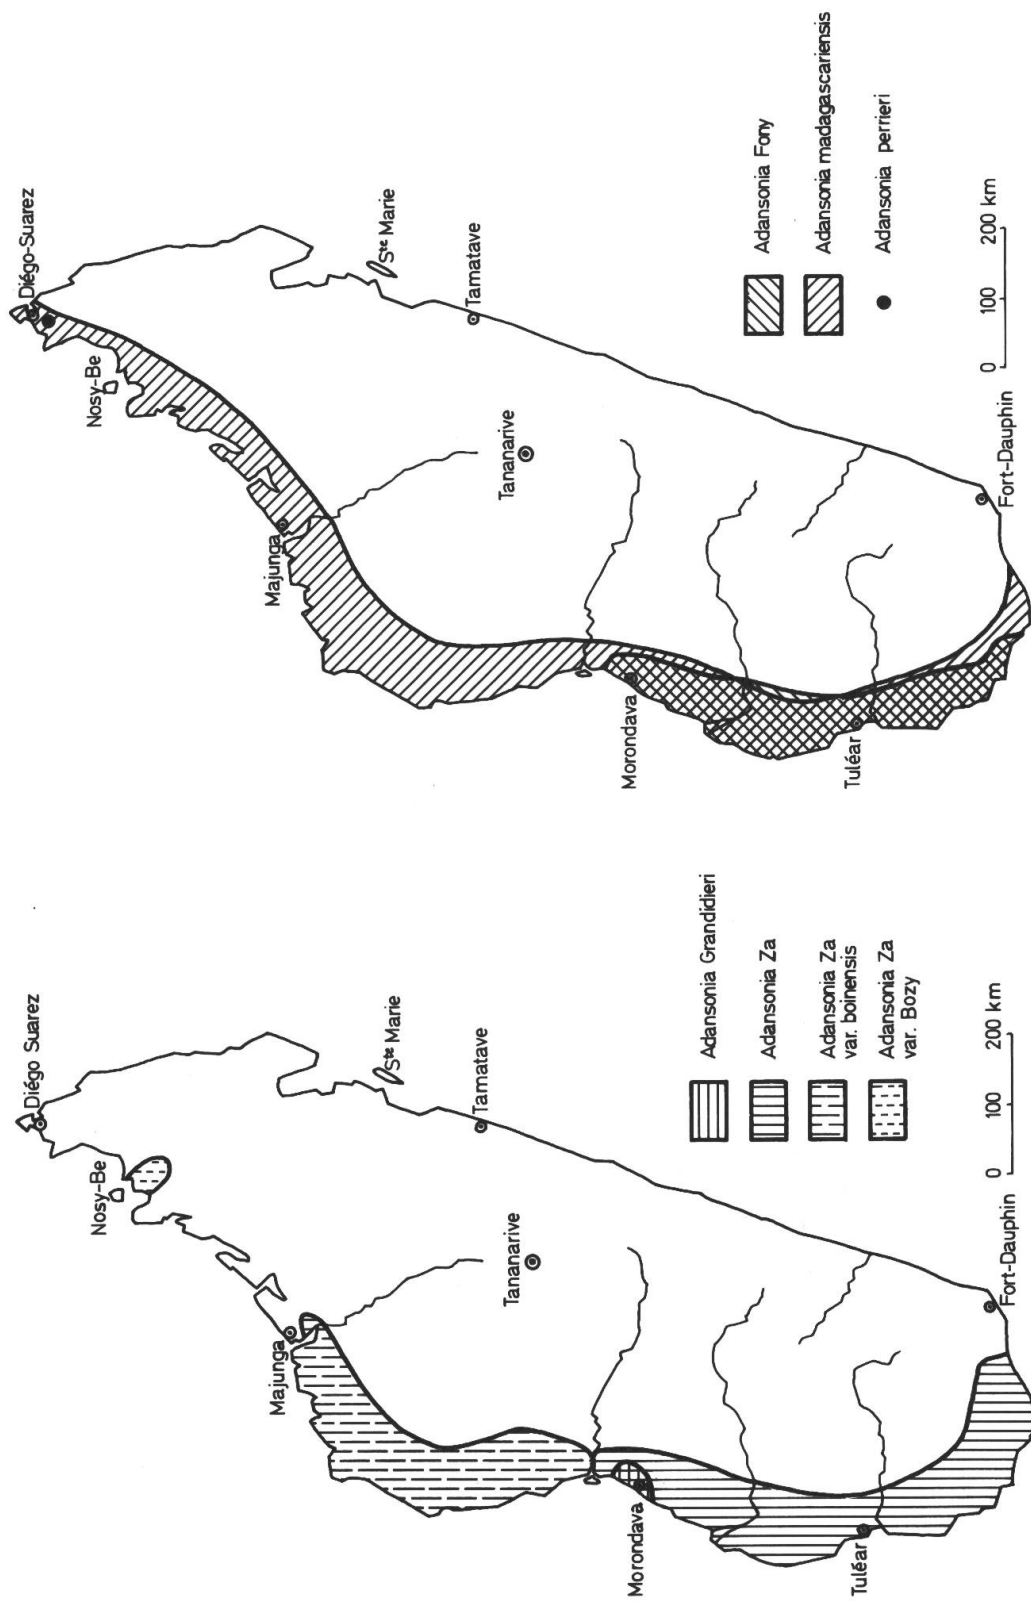 Diégo Suarez
Nosy-Be
Majunga
Sᵗᵉ Marie
Tamatave
Tananarive
Morondava
Tuléar
Fort-Dauphin
Adansonia Grandidieri
Adansonia Za
Adansonia Za
var. boinensis
Adansonia Za
var. Bozy
0 100 200 km
Diégo-Suarez
Nosy-Be
Majunga
Sᵗᵉ Marie
Tamatave
Tananarive
Morondava
Tuléar
Fort-Dauphin
Adansonia Fony
Adansonia madagascariensis
Adansonia perrieri
0 100 200 km